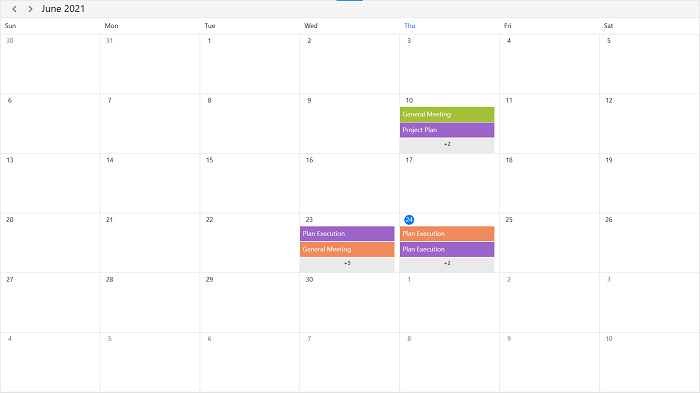 June 2021
Sun Mon Tue Wed Thu Fri Sat
30 31 1 2 3 4 5
6 7 8 9 10 11 12
General Meeting
Project Plan
+2
13 14 15 16 17 18 19
20 21 22 23 24 25 26
Plan Execution Plan Execution
General Meeting Plan Execution
+5 +2
27 28 29 30 1 2 3
4 5 6 7 8 9 10